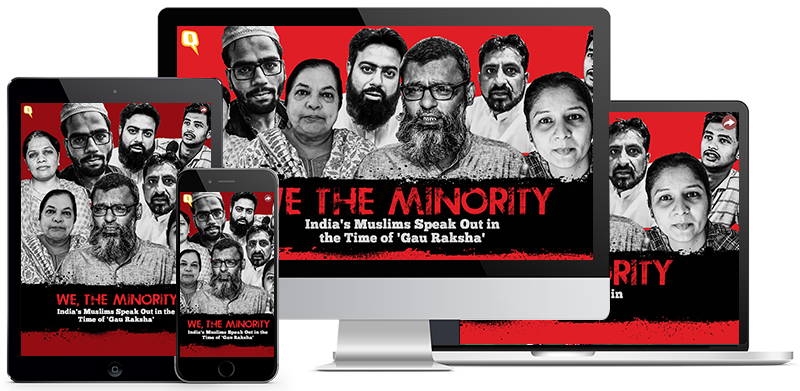 WE THE MINORITY
India's Muslims Speak Out in
the Time of 'Gau Raksha'
WE, THE MINORITY
India's Muslims Speak Out in the
Time of 'Gau Raksha'
WE, THE MINORITY
India's Muslims Speak Out in the
Time of 'Gau Raksha'
ORITY
in